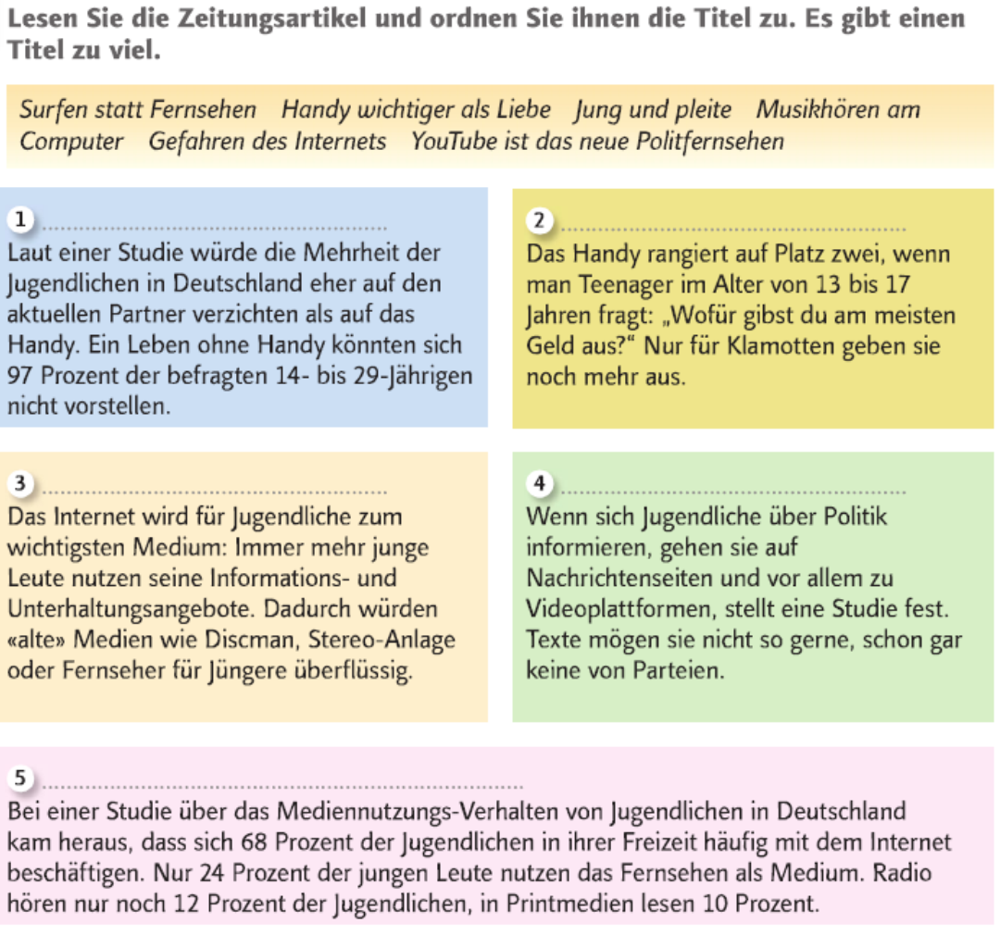 Lesen Sie die Zeitungsartikel und ordnen Sie ihnen die Titel zu. Es gibt einen
Titel zu viel.
Surfen statt Fernsehen Handy wichtiger als Liebe Jung und pleite Musikhören am
Computer Gefahren des Internets YouTube ist das neue Politfernsehen
1 ........................................................
Laut einer Studie würde die Mehrheit der
Jugendlichen in Deutschland eher auf den
aktuellen Partner verzichten als auf das
Handy. Ein Leben ohne Handy könnten sich
97 Prozent der befragten 14- bis 29-Jährigen
nicht vorstellen.
2 ........................................................
Das Handy rangiert auf Platz zwei, wenn
man Teenager im Alter von 13 bis 17
Jahren fragt: „Wofür gibst du am meisten
Geld aus?“ Nur für Klamotten geben sie
noch mehr aus.
3 ........................................................
Das Internet wird für Jugendliche zum
wichtigsten Medium: Immer mehr junge
Leute nutzen seine Informations- und
Unterhaltungsangebote. Dadurch würden
«alte» Medien wie Discman, Stereo-Anlage
oder Fernseher für Jüngere überflüssig.
4 ........................................................
Wenn sich Jugendliche über Politik
informieren, gehen sie auf
Nachrichtenseiten und vor allem zu
Videoplattformen, stellt eine Studie fest.
Texte mögen sie nicht so gerne, schon gar
keine von Parteien.
5 ..............................................................................
Bei einer Studie über das Mediennutzungs-Verhalten von Jugendlichen in Deutschland
kam heraus, dass sich 68 Prozent der Jugendlichen in ihrer Freizeit häufig mit dem Internet
beschäftigen. Nur 24 Prozent der jungen Leute nutzen das Fernsehen als Medium. Radio
hören nur noch 12 Prozent der Jugendlichen, in Printmedien lesen 10 Prozent.